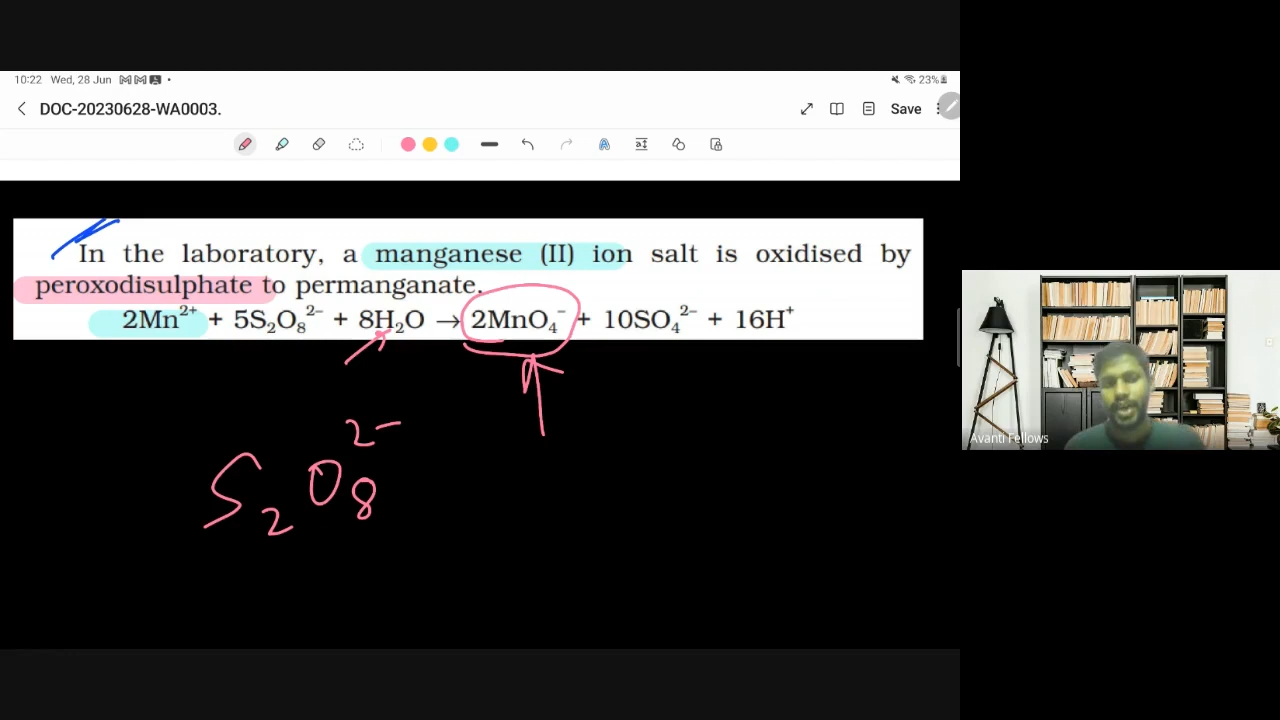 10:22 Wed, 28 Jun 23%
DOC-20230628-WA0003.
Save
In the laboratory, a manganese (II) ion salt is oxidised by
peroxodisulphate to permanganate.
2Mn²⁺ + 5S₂O₈²⁻ + 8H₂O → 2MnO₄⁻ + 10SO₄²⁻ + 16H⁺
S₂O₈²⁻
Avanti Fellows